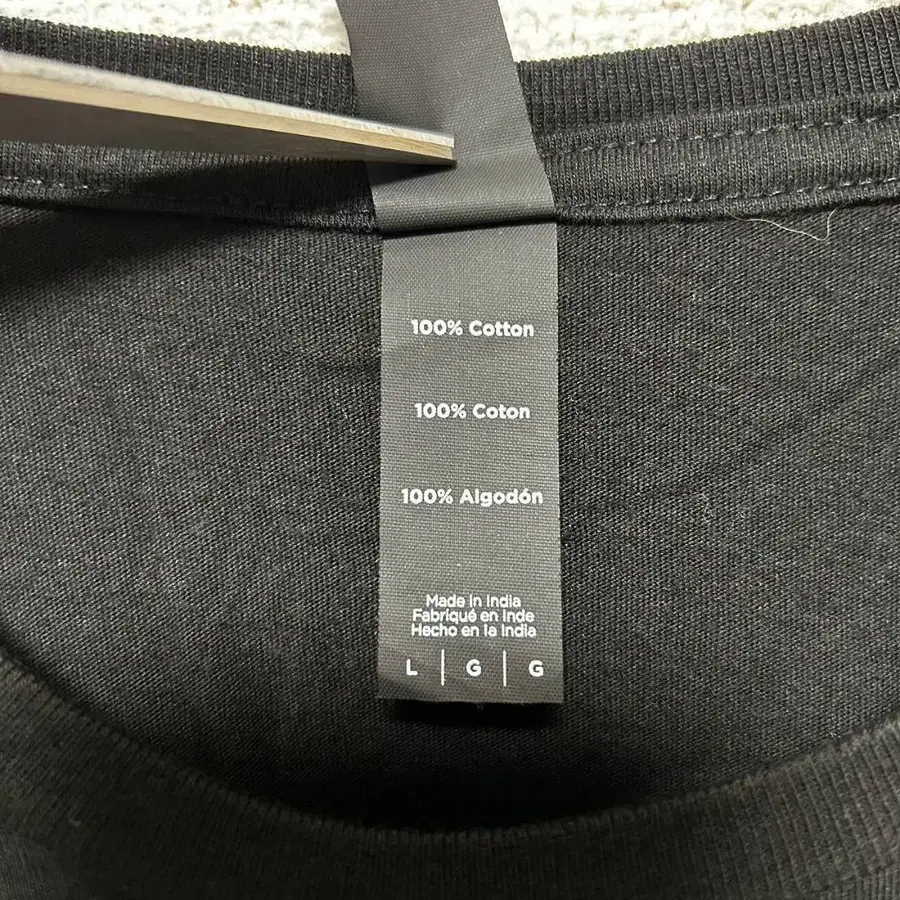 100% Cotton
100% Coton
100% Algodón
Made in India
Fabriqué en Inde
Hecho en la India
L | G | G